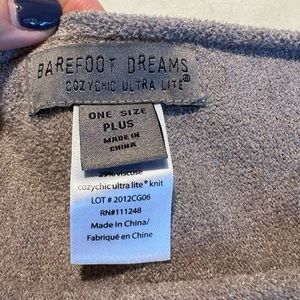 BAREFOOT DREAMS
COZYCHIC ULTRA LITE®
ONE SIZE
PLUS
MADE IN
CHINA
29% viscose
cozychic ultra lite® knit
LOT # 2012CG06
RN#111248
Made In China/
Fabriqué en Chine